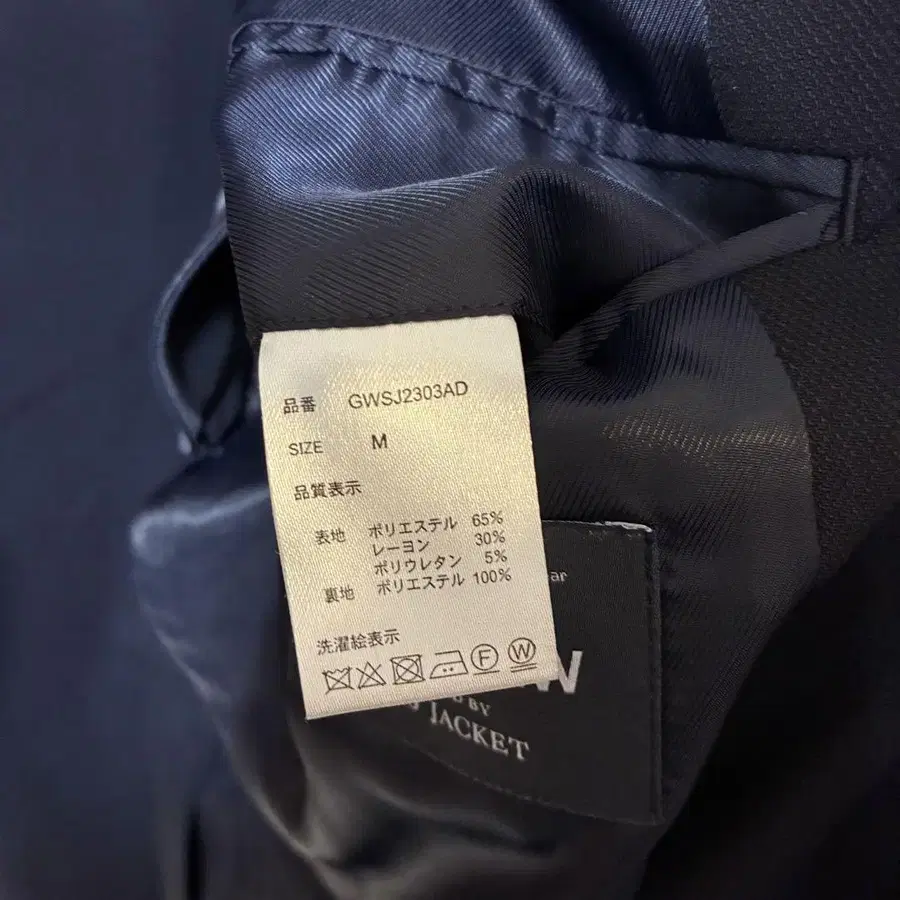 品番 GWSJ2303AD
SIZE M
品質表示
表地 ポリエステル 65%
レーヨン 30%
ポリウレタン 5%
裏地 ポリエステル 100%
洗濯絵表示
F W
W
BY
JACKET